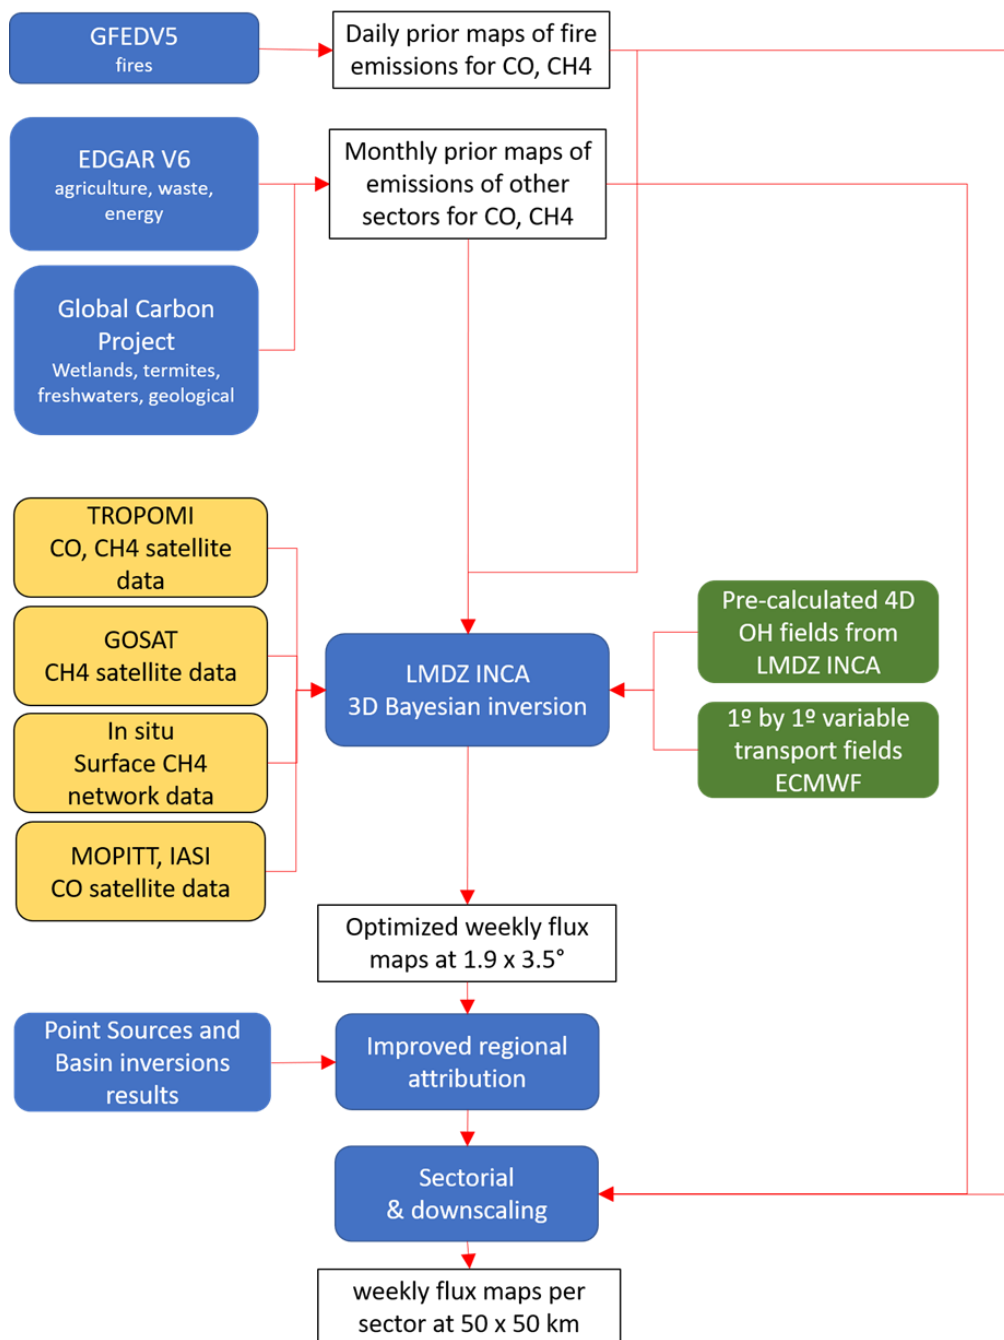 GFEDV5
fires
Daily prior maps of fire
emissions for CO, CH4
EDGAR V6
agriculture, waste,
energy
Monthly prior maps of
emissions of other
sectors for CO, CH4
Global Carbon
Project
Wetlands, termites,
freshwaters, geological
TROPOMI
CO, CH4 satellite
data
GOSAT
CH4 satellite data
In situ
Surface CH4
network data
MOPITT, IASI
CO satellite data
LMDZ INCA
3D Bayesian inversion
Pre-calculated 4D
OH fields from
LMDZ INCA
1º by 1º variable
transport fields
ECMWF
Optimized weekly flux
maps at 1.9 x 3.5°
Point Sources and
Basin inversions
results
Improved regional
attribution
Sectorial
& downscaling
weekly flux maps per
sector at 50 x 50 km